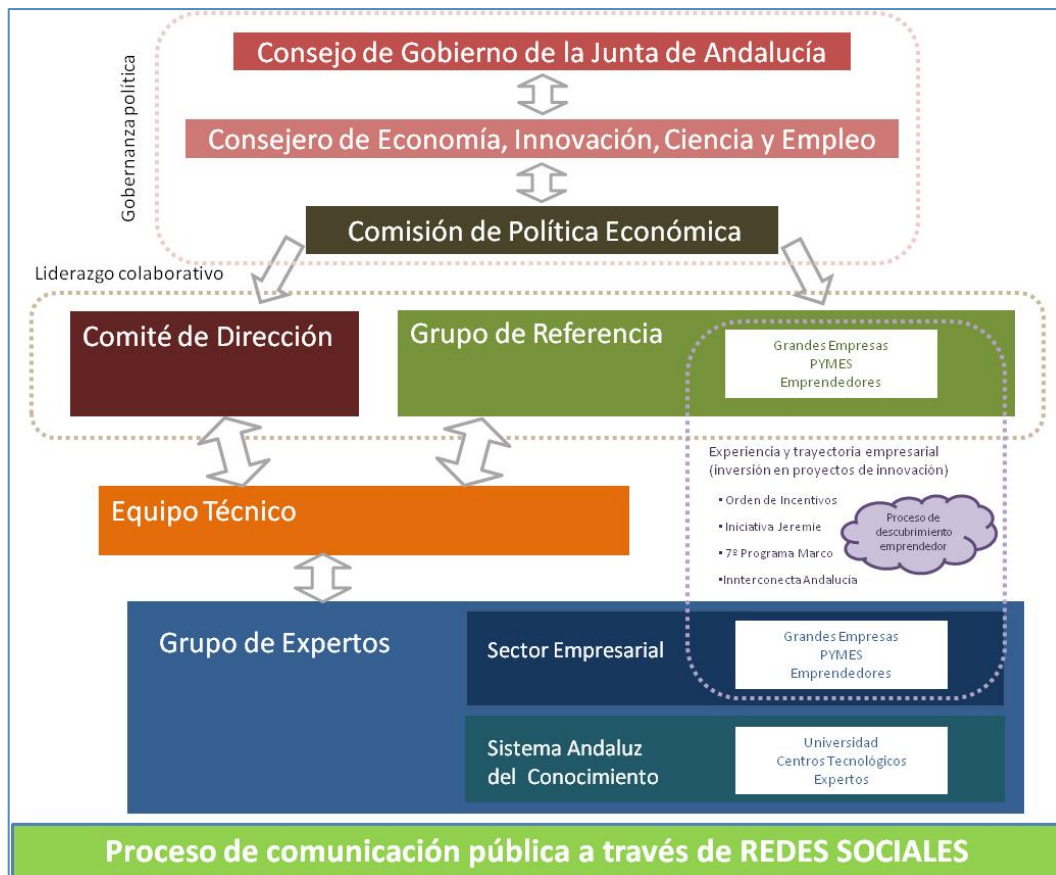 Consejo de Gobierno de la Junta de Andalucía
Gobernanza política
Consejero de Economía, Innovación, Ciencia y Empleo
Comisión de Política Económica
Liderazgo colaborativo
Comité de Dirección
Grupo de Referencia
Grandes Empresas
PYMES
Emprendedores
Experiencia y trayectoria empresarial
(inversión en proyectos de innovación)
▪ Orden de Incentivos
▪ Iniciativa Jeremie
▪ 7º Programa Marco
▪ Innterconecta Andalucía
Proceso de
descubrimiento
emprendedor
Equipo Técnico
Grupo de Expertos
Sector Empresarial
Grandes Empresas
PYMES
Emprendedores
Sistema Andaluz
del Conocimiento
Universidad
Centros Tecnológicos
Expertos
Proceso de comunicación pública a través de REDES SOCIALES